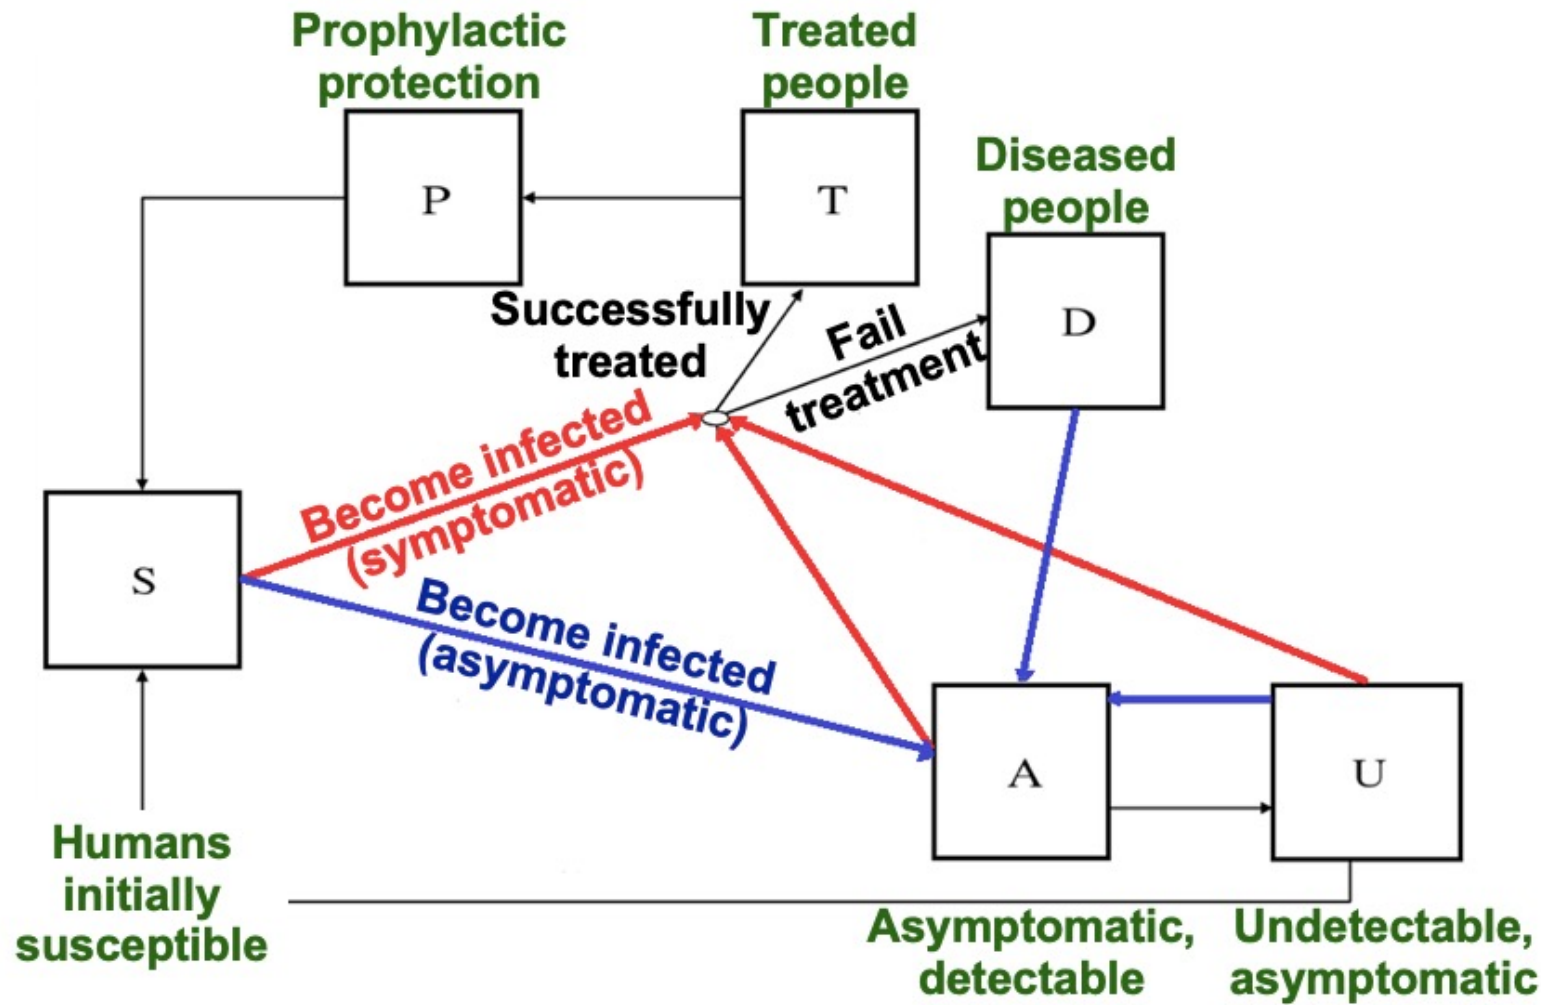 Prophylactic
protection
Treated
people
P
T
Diseased
people
D
Successfully
treated
Fail
treatment
Become infected
(symptomatic)
S
Become infected
(asymptomatic)
A
U
Humans
initially
susceptible
Asymptomatic,
detectable
Undetectable,
asymptomatic